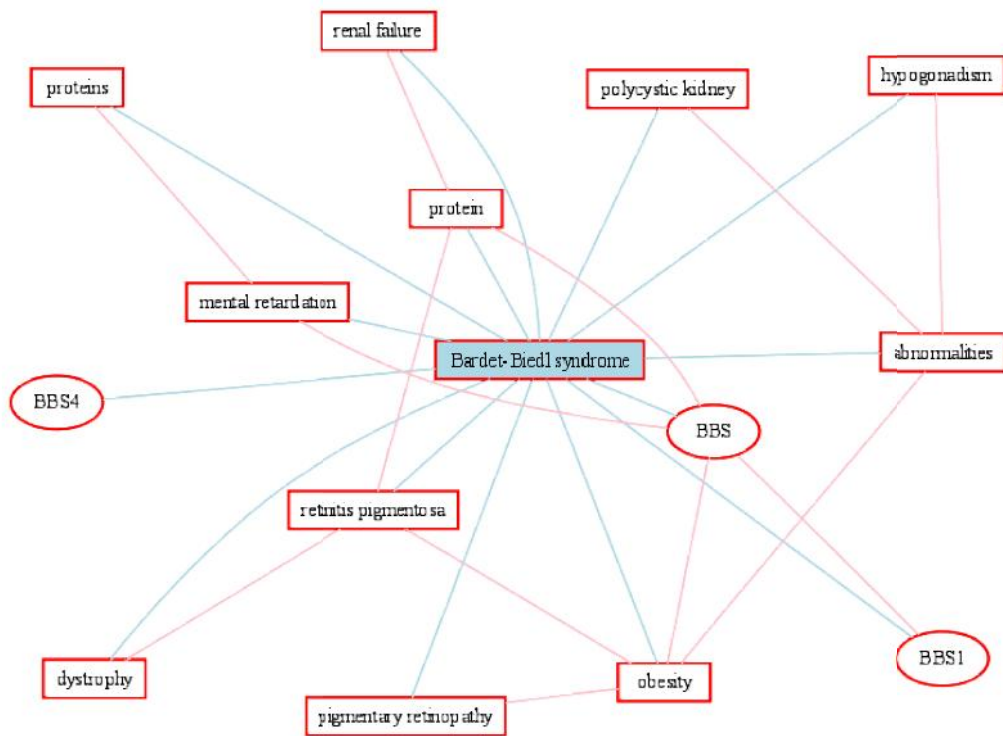 renal failure
proteins
polycystic kidney
hypogonadism
protein
mental retardation
Bardet-Biedl syndrome
abnormalities
BBS4
BBS
retinitis pigmentosa
dystrophy
obesity
BBS1
pigmentary retinopathy